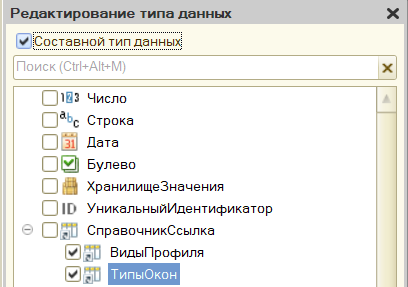 Редактирование типа данных
Составной тип данных
Поиск (Ctrl+Alt+M)
Число
Строка
Дата
Булево
ХранилищеЗначения
УникальныйИдентификатор
СправочникСсылка
ВидыПрофиля
ТипыОкон